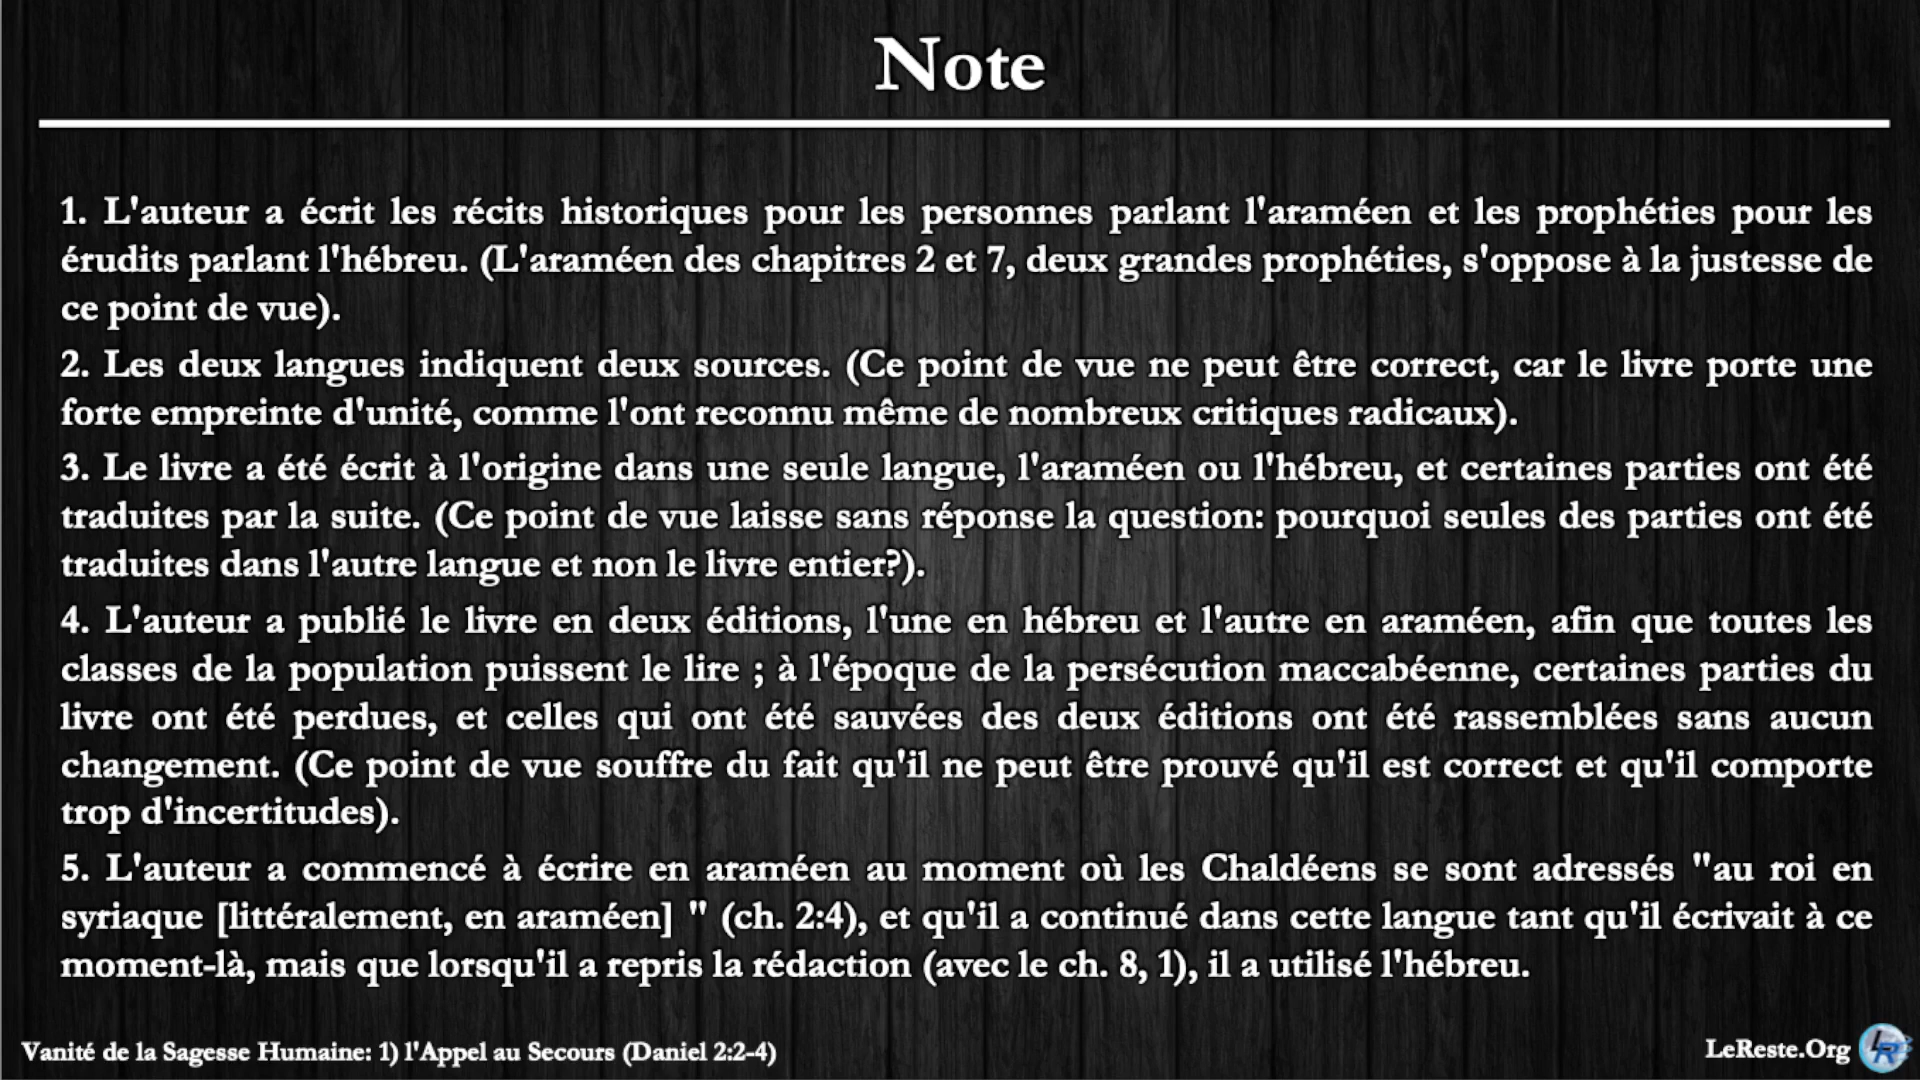 Note
1. L'auteur a écrit les récits historiques pour les personnes parlant l'araméen et les prophéties pour les
érudits parlant l'hébreu. (L'araméen des chapitres 2 et 7, deux grandes prophéties, s'oppose à la justesse de
ce point de vue).
2. Les deux langues indiquent deux sources. (Ce point de vue ne peut être correct, car le livre porte une
forte empreinte d'unité, comme l'ont reconnu même de nombreux critiques radicaux).
3. Le livre a été écrit à l'origine dans une seule langue, l'araméen ou l'hébreu, et certaines parties ont été
traduites par la suite. (Ce point de vue laisse sans réponse la question: pourquoi seules des parties ont été
traduites dans l'autre langue et non le livre entier?).
4. L'auteur a publié le livre en deux éditions, l'une en hébreu et l'autre en araméen, afin que toutes les
classes de la population puissent le lire ; à l'époque de la persécution maccabéenne, certaines parties du
livre ont été perdues, et celles qui ont été sauvées des deux éditions ont été rassemblées sans aucun
changement. (Ce point de vue souffre du fait qu'il ne peut être prouvé qu'il est correct et qu'il comporte
trop d'incertitudes).
5. L'auteur a commencé à écrire en araméen au moment où les Chaldéens se sont adressés "au roi en
syriaque [littéralement, en araméen] " (ch. 2:4), et qu'il a continué dans cette langue tant qu'il écrivait à ce
moment-là, mais que lorsqu'il a repris la rédaction (avec le ch. 8, 1), il a utilisé l'hébreu.
Vanité de la Sagesse Humaine: 1) l'Appel au Secours (Daniel 2:2-4)
LeReste.Org
LR